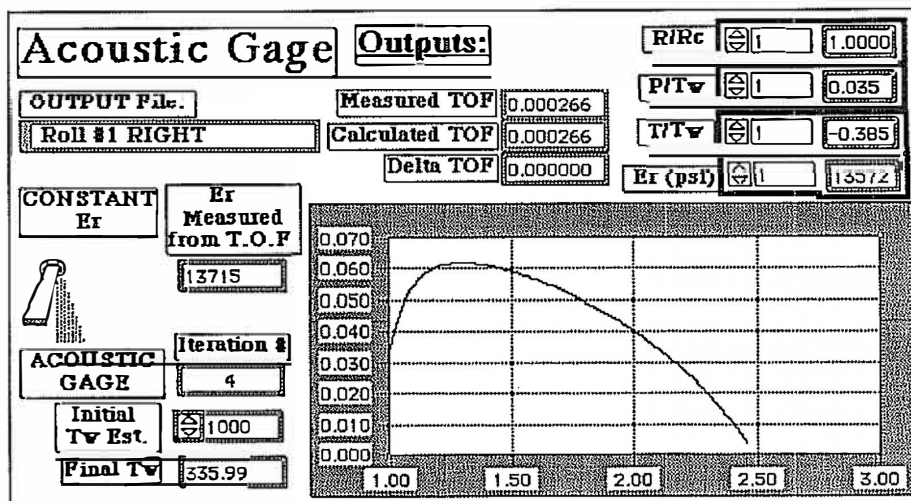 Acoustic Gage
Outputs:
R/Rc 1 1.0000
P/Tw 1 0.035
T/Tw 1 -0.385
Er (psi) 1 13572
OUTPUT File.
Roll #1 RIGHT
Measured TOF 0.000266
Calculated TOF 0.000266
Delta TOF 0.000000
CONSTANT
Er
Er
Measured
from T.O.F
13715
ACOUSTIC
GAGE
Iteration #
4
Initial
Tw Est.
1000
Final Tw
335.99
0.070
0.060
0.050
0.040
0.030
0.020
0.010
0.000
1.00 1.50 2.00 2.50 3.00